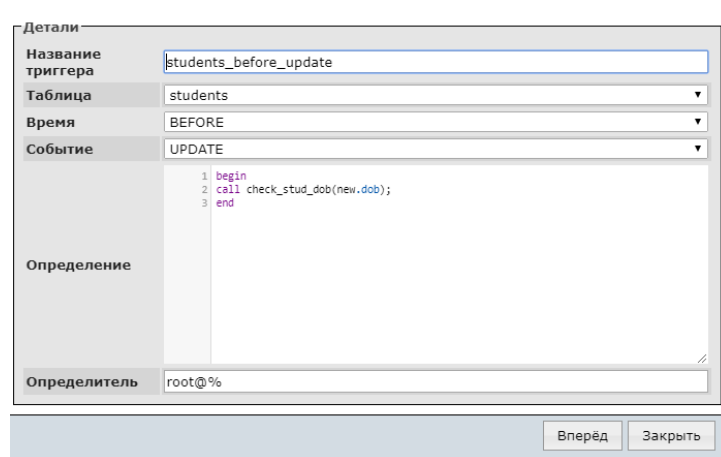 Детали
Название
триггера
students_before_update
Таблица
students
Время
BEFORE
Событие
UPDATE
Определение
1 begin
2 call check_stud_dob(new.dob);
3 end
Определитель
root@%
Вперёд
Закрыть